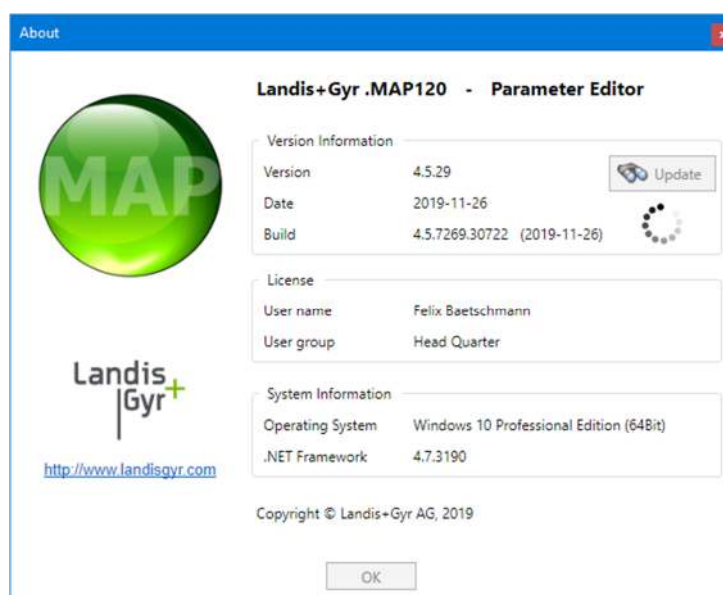 About
Landis+Gyr .MAP120 - Parameter Editor
MAP
Version Information
Version 4.5.29
Update
Date 2019-11-26
Build 4.5.7269.30722 (2019-11-26)
License
User name Felix Baetschmann
User group Head Quarter
Landis+
Gyr
System Information
Operating System Windows 10 Professional Edition (64Bit)
.NET Framework 4.7.3190
http://www.landisgyr.com
Copyright © Landis+Gyr AG, 2019
OK